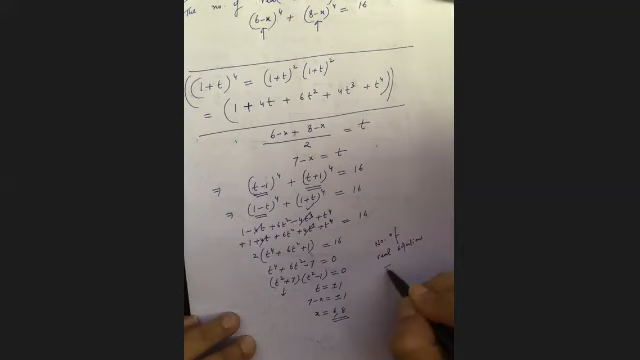 The no. of real
(6-x)⁴ + (8-x)⁴ = 16
(1+t)⁴ = (1+t)² (1+t)²
= (1 + 4t + 6t² + 4t³ + t⁴)
6-x + 8-x / 2 = t
7-x = t
⇒ (t-1)⁴ + (t+1)⁴ = 16
⇒ (1-t)⁴ + (1+t)⁴ = 16
1 - 4t + 6t² - 4t³ + t⁴
+ 1 + 4t + 6t² + 4t³ + t⁴ = 16
2(t⁴ + 6t² + 1) = 16
t⁴ + 6t² - 7 = 0
(t²+7)(t²-1) = 0
t = ±1
7-x = ±1
x = 6,8
No. of
real equation